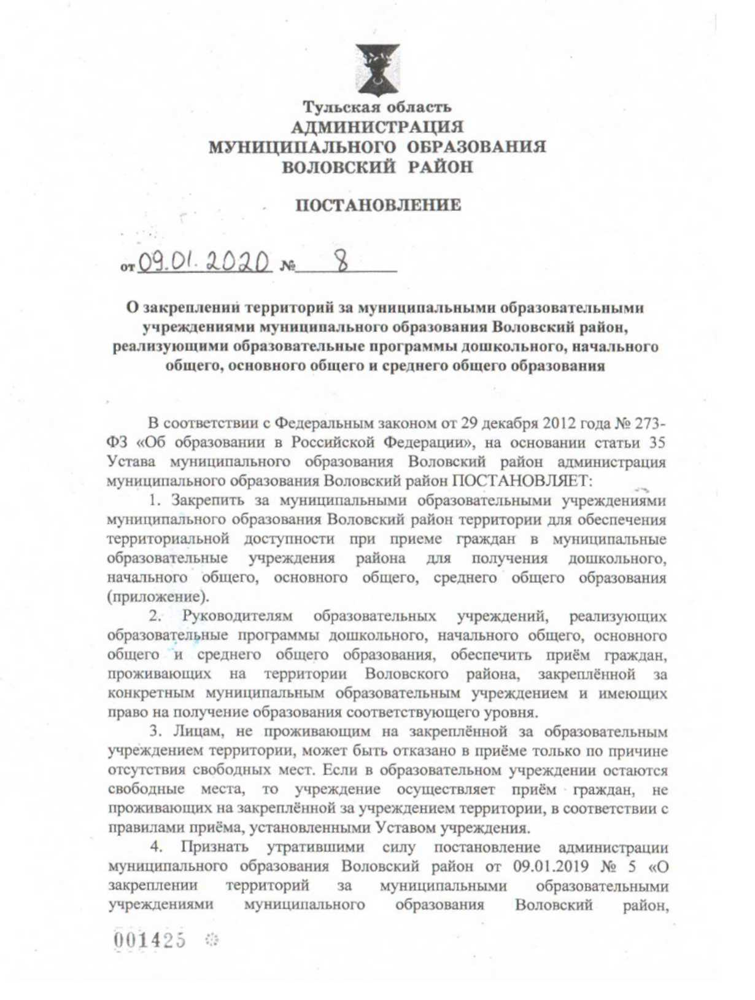 Тульская область
АДМИНИСТРАЦИЯ
МУНИЦИПАЛЬНОГО ОБРАЗОВАНИЯ
ВОЛОВСКИЙ РАЙОН
ПОСТАНОВЛЕНИЕ
от 09.01.2020 № 8
О закреплении территорий за муниципальными образовательными
учреждениями муниципального образования Воловский район,
реализующими образовательные программы дошкольного, начального
общего, основного общего и среднего общего образования
В соответствии с Федеральным законом от 29 декабря 2012 года № 273-
ФЗ «Об образовании в Российской Федерации», на основании статьи 35
Устава муниципального образования Воловский район администрация
муниципального образования Воловский район ПОСТАНОВЛЯЕТ:
1. Закрепить за муниципальными образовательными учреждениями
муниципального образования Воловский район территории для обеспечения
территориальной доступности при приеме граждан в муниципальные
образовательные учреждения района для получения дошкольного,
начального общего, основного общего, среднего общего образования
(приложение).
2. Руководителям образовательных учреждений, реализующих
образовательные программы дошкольного, начального общего, основного
общего и среднего общего образования, обеспечить приём граждан,
проживающих на территории Воловского района, закреплённой за
конкретным муниципальным образовательным учреждением и имеющих
право на получение образования соответствующего уровня.
3. Лицам, не проживающим на закреплённой за образовательным
учреждением территории, может быть отказано в приёме только по причине
отсутствия свободных мест. Если в образовательном учреждении остаются
свободные места, то учреждение осуществляет приём граждан, не
проживающих на закреплённой за учреждением территории, в соответствии с
правилами приёма, установленными Уставом учреждения.
4. Признать утратившими силу постановление администрации
муниципального образования Воловский район от 09.01.2019 № 5 «О
закреплении территорий за муниципальными образовательными
учреждениями муниципального образования Воловский район,
001425